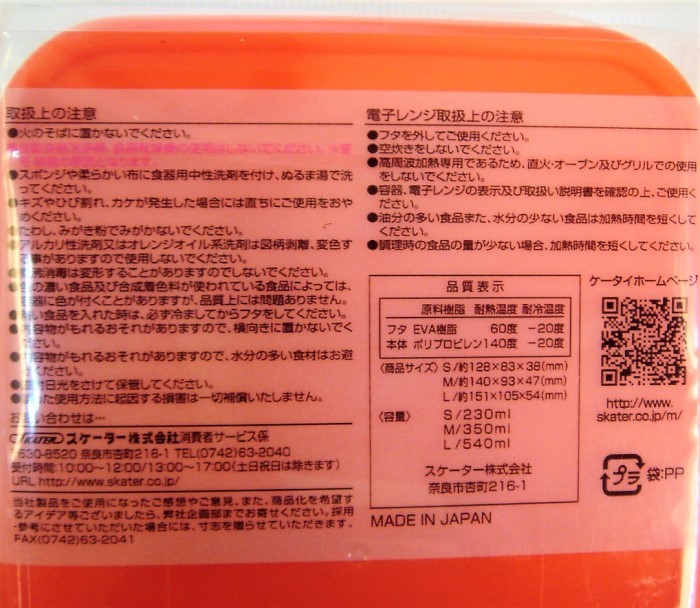 取扱上の注意
●火のそばに置かないでください。
●スポンジや柔らかい布に食器用中性洗剤を付け、ぬるま湯で洗
ってください。
●キズやひび割れ、カケが発生した場合には直ちにご使用をおや
めください。
●たわし、みがき粉でみがかないでください。
●アルカリ性洗剤又はオレンジオイル系洗剤は図柄剥離、変色す
る事がありますので使用しないでください。
消毒は変形することがありますのでしないでください。
●色の濃い食品及び合成着色料が使われている食品によっては、
容器に色が付くことがありますが、品質上には問題ありません。
食品を入れた時は、必ず冷ましてからフタをしてください。
●内容物がもれるおそれがありますので、横向きに置かないでく
ださい。
●内容物がもれるおそれがありますので、水分の多い食材はお避
けください。
●直射日光をさけて保管してください。
●誤った使用方法に起因する損害は一切補償いたしません。
お問い合わせは…
SKATER スケーター株式会社消費者サービス係
〒630-8520 奈良市杏町216-1 TEL(0742)63-2040
受付時間:10:00〜12:00/13:00〜17:00(土日祝日は除きます)
URL http://www.skater.co.jp/
当社製品をご使用になったご感想やご意見、また、商品化を希望す
るアイデア等ございましたら、弊社企画部までお寄せください。採用
・参考にさせていただいた場合には、寸志を贈らせていただきます。
FAX(0742)63-2041
電子レンジ取扱上の注意
●フタを外してご使用ください。
●空炊きをしないでください。
●高周波加熱専用であるため、直火・オーブン及びグリルでの使用
をしないでください。
●容器、電子レンジの表示及び取扱い説明書を確認の上、ご使用く
ださい。
●油分の多い食品また、水分の少ない食品は加熱時間を短くして
ください。
●調理時の食品の量が少ない場合、加熱時間を短くしてください。
品質表示
原料樹脂 耐熱温度 耐冷温度
フタ EVA樹脂 60度 -20度
本体 ポリプロピレン 140度 -20度
〈商品サイズ〉 S/約128×83×38(mm)
M/約140×93×47(mm)
L/約151×105×54(mm)
〈容量〉 S/230ml
M/350ml
L/540ml
スケーター株式会社
奈良市杏町216-1
MADE IN JAPAN
ケータイホームページ
http://www.
skater.co.jp/m/
プラ 袋:PP